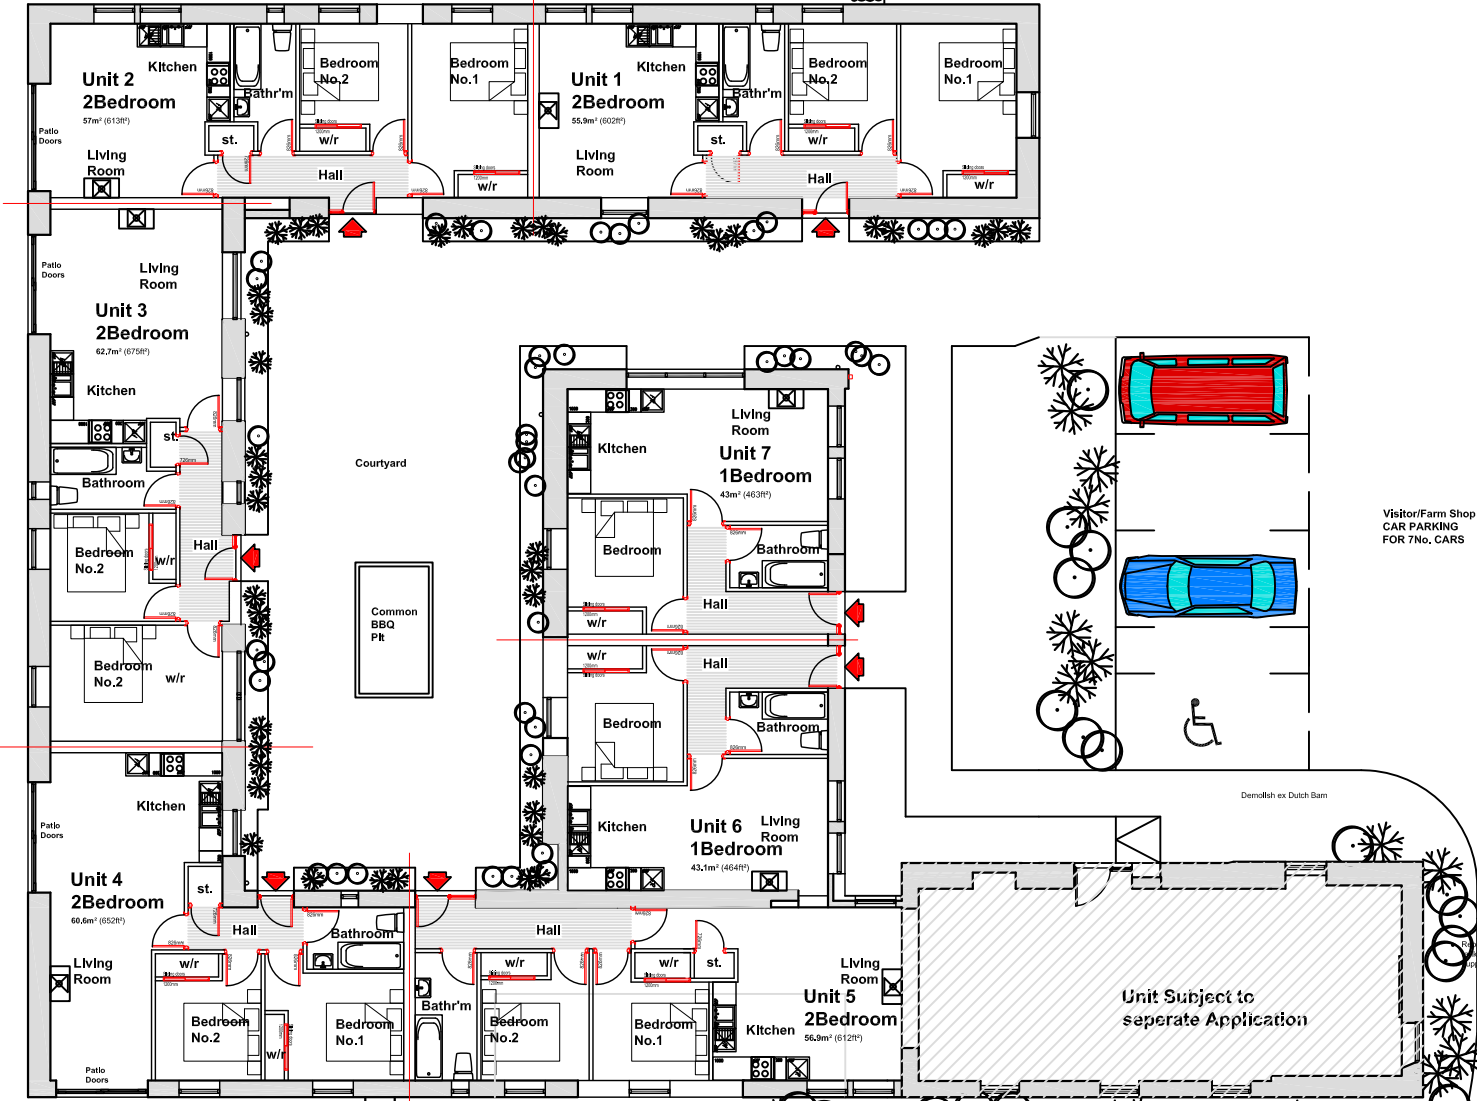 Unit 2
2Bedroom
57m² (613ft²)
Kitchen
Bathr'm
Bedroom
No.2
Bedroom
No.1
Patio
Doors
Living
Room
st.
w/r
Hall
w/r
Unit 1
2Bedroom
55.9m² (602ft²)
Kitchen
Bathr'm
Bedroom
No.2
Bedroom
No.1
Living
Room
st.
w/r
Hall
w/r
Patio
Doors
Living
Room
Unit 3
2Bedroom
62.7m² (675ft²)
Kitchen
st.
Bathroom
Hall
Bedroom
No.2
w/r
Bedroom
No.2
w/r
Courtyard
Common
BBQ
Pit
Living
Room
Kitchen
Unit 7
1Bedroom
43m² (463ft²)
Bedroom
Bathroom
Hall
w/r
w/r
Hall
Bedroom
Bathroom
Kitchen
Unit 6
1Bedroom
43.1m² (464ft²)
Living
Room
Visitor/Farm Shop
CAR PARKING
FOR 7No. CARS
Demolish ex Dutch Barn
Kitchen
Patio
Doors
Unit 4
2Bedroom
60.6m² (652ft²)
st.
Hall
Bathroom
Living
Room
w/r
Bedroom
No.2
w/r
Bedroom
No.1
Patio
Doors
Hall
w/r
w/r
st.
Bathr'm
Bedroom
No.2
Bedroom
No.1
Kitchen
Living
Room
Unit 5
2Bedroom
56.9m² (612ft²)
Unit Subject to
seperate Application